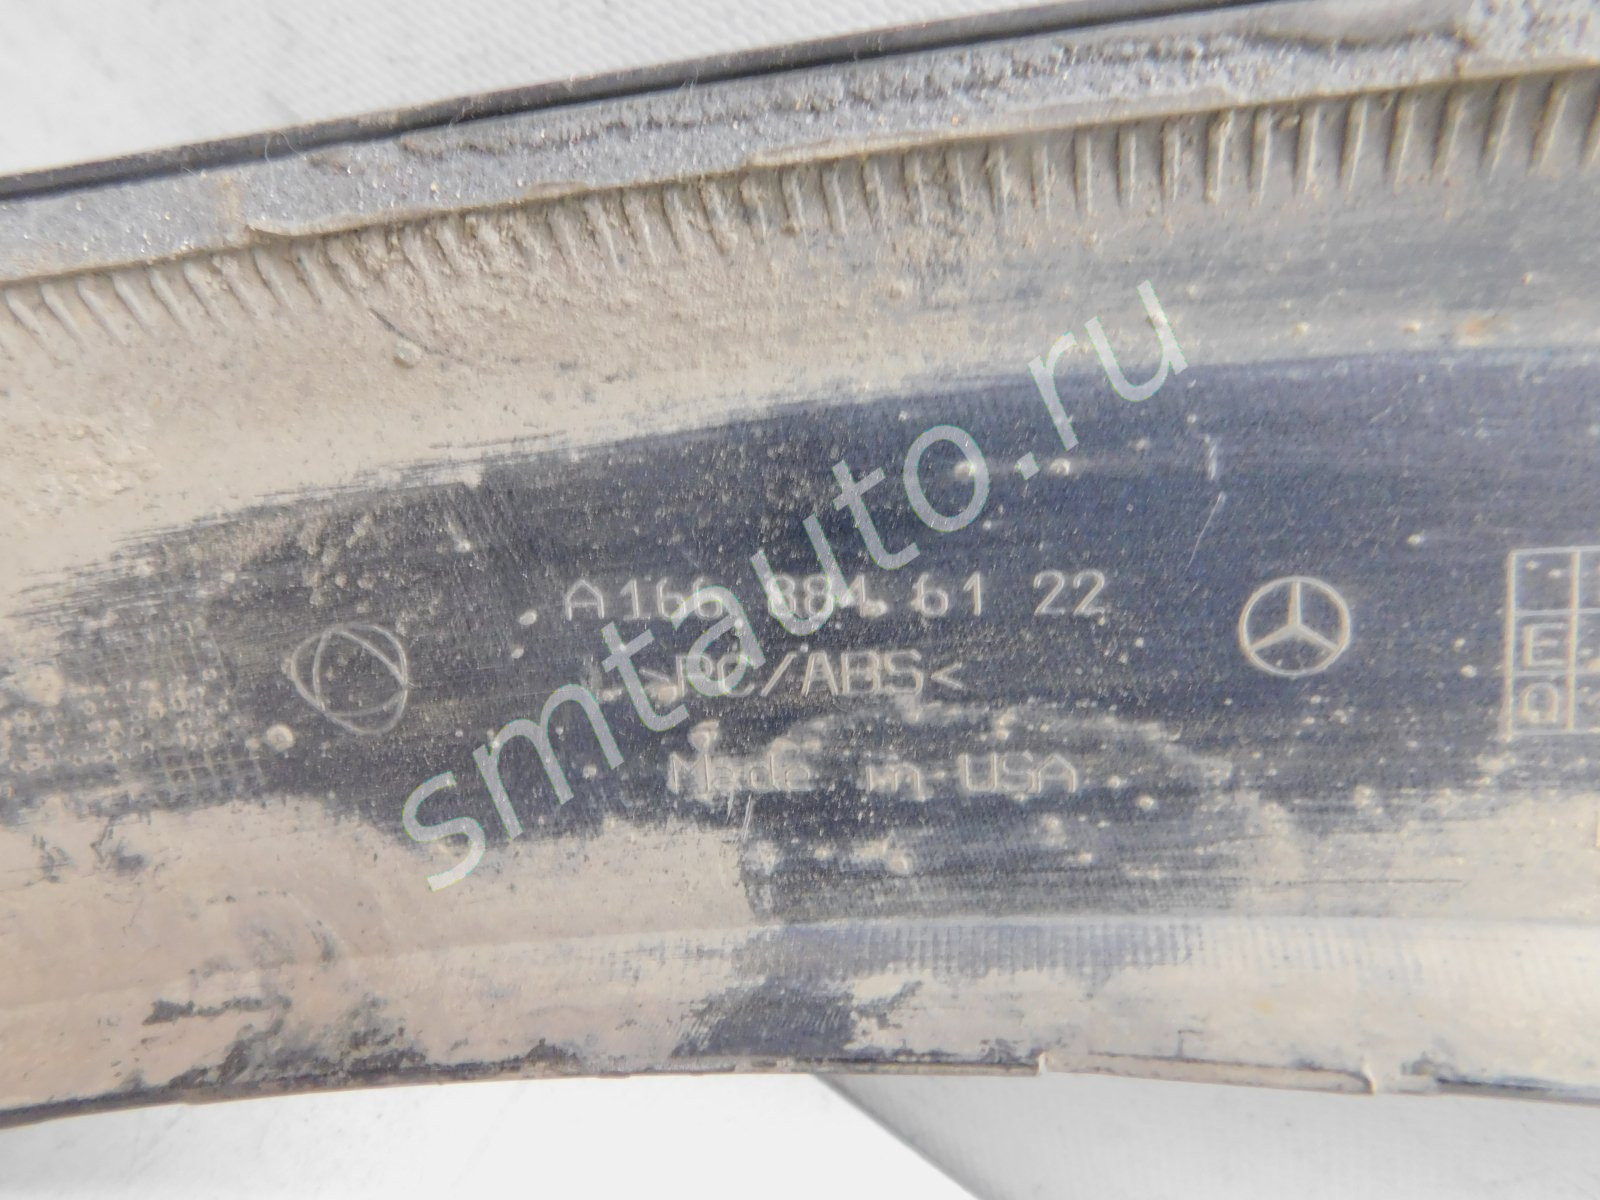 A166 884 61 22
>PC/ABS<
Made in USA
smtauto.ru